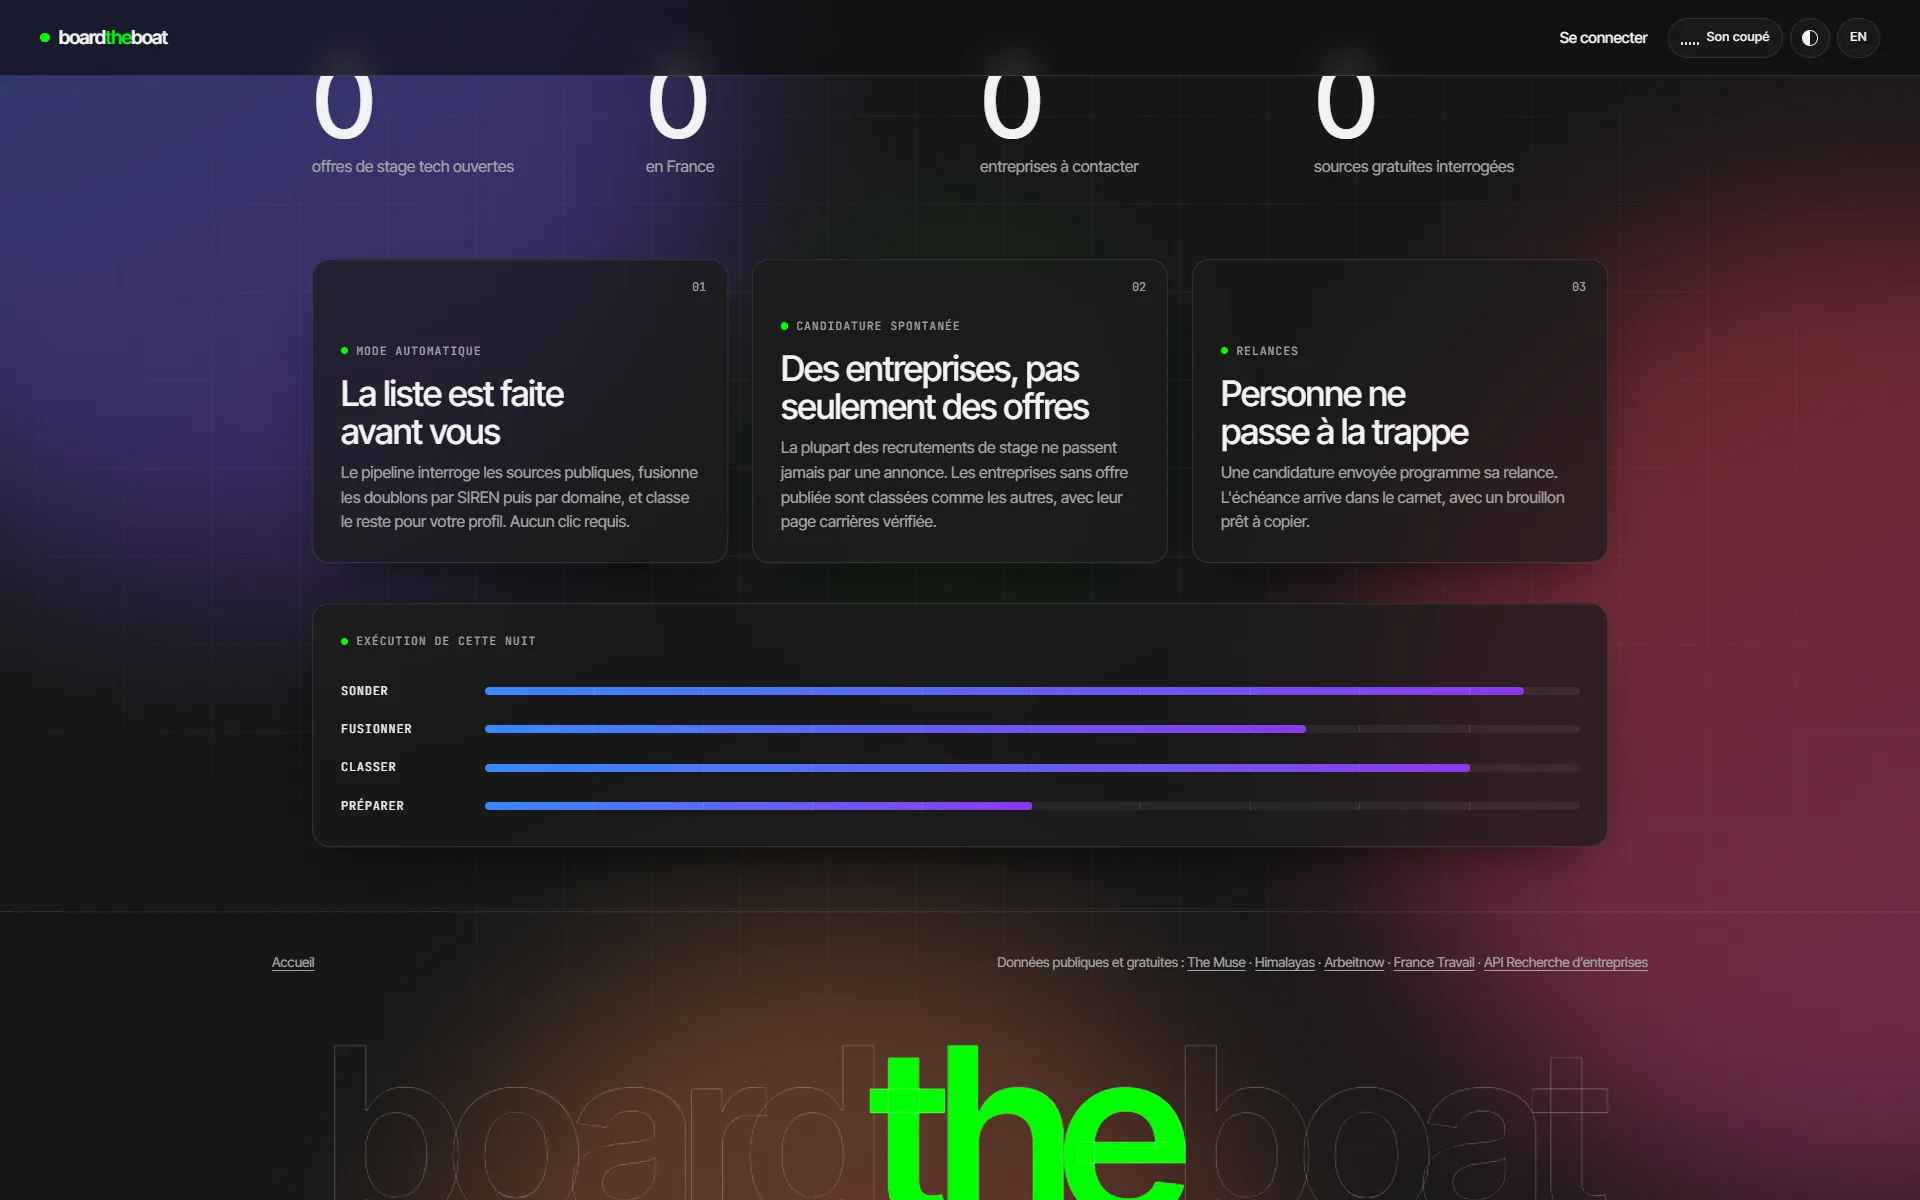 boardtheboat
Se connecter
Son coupé
EN
0
0
0
0
offres de stage tech ouvertes
en France
entreprises à contacter
sources gratuites interrogées
01
MODE AUTOMATIQUE
La liste est faite
avant vous
Le pipeline interroge les sources publiques, fusionne
les doublons par SIREN puis par domaine, et classe
le reste pour votre profil. Aucun clic requis.
02
CANDIDATURE SPONTANÉE
Des entreprises, pas
seulement des offres
La plupart des recrutements de stage ne passent
jamais par une annonce. Les entreprises sans offre
publiée sont classées comme les autres, avec leur
page carrières vérifiée.
03
RELANCES
Personne ne
passe à la trappe
Une candidature envoyée programme sa relance.
L'échéance arrive dans le carnet, avec un brouillon
prêt à copier.
EXÉCUTION DE CETTE NUIT
SONDER
FUSIONNER
CLASSER
PRÉPARER
Accueil
Données publiques et gratuites : The Muse · Himalayas · Arbeitnow · France Travail · API Recherche d'entreprises
boardtheboat